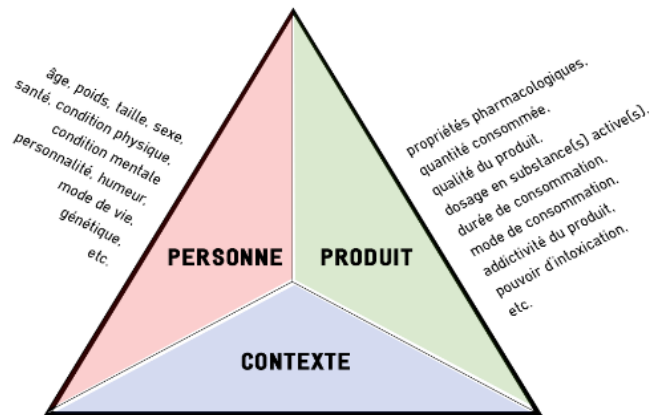 âge, poids, taille, sexe,
santé, condition physique,
condition mentale
personnalité, humeur,
mode de vie,
génétique,
etc.
propriétés pharmacologiques,
quantité consommée,
qualité du produit,
dosage en substance(s) active(s),
durée de consommation,
mode de consommation,
addictivité du produit,
pouvoir d'intoxication,
etc.
PERSONNE
PRODUIT
CONTEXTE